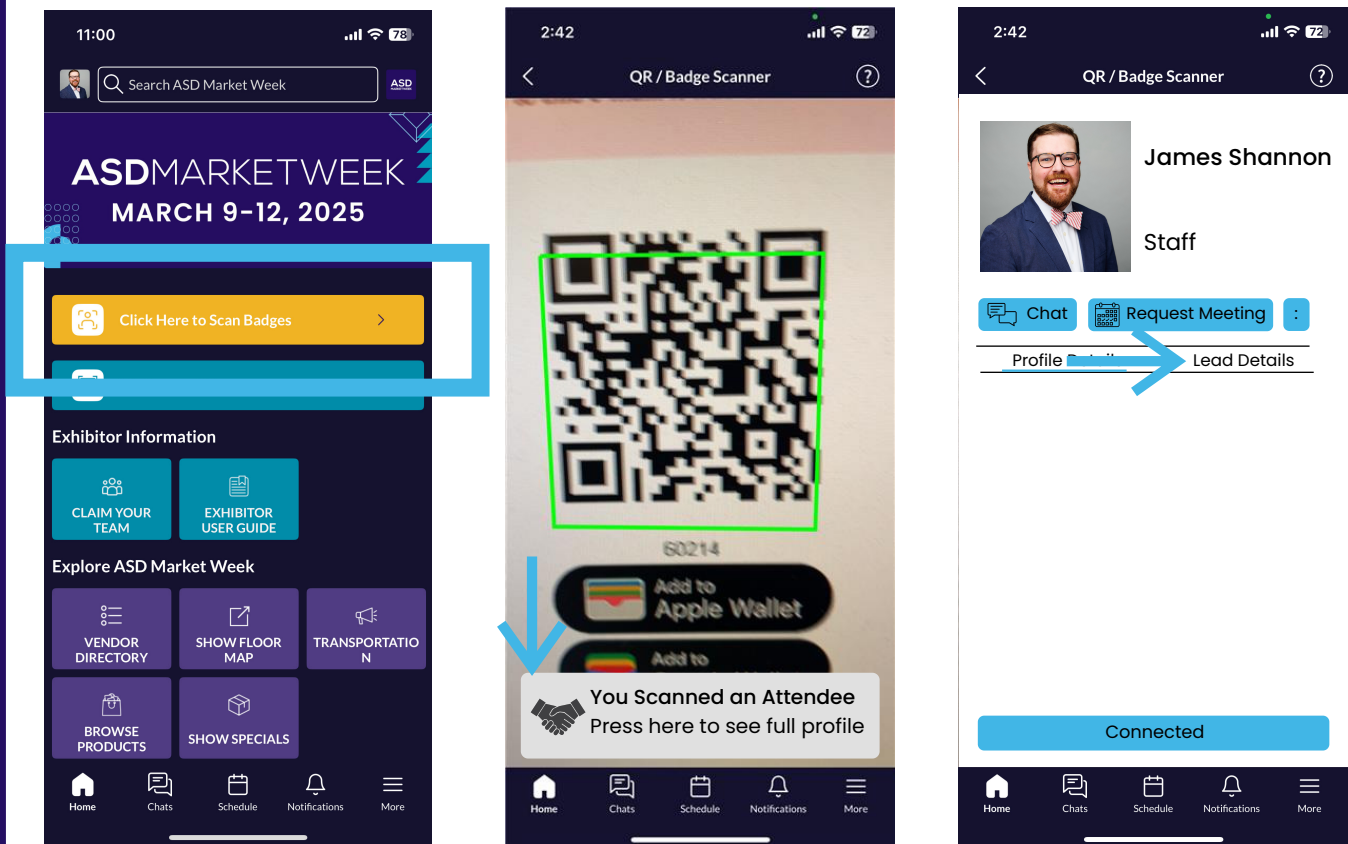 11:00
78
Search ASD Market Week
ASD
ASDMARKETWEEK
MARCH 9-12, 2025
Click Here to Scan Badges
Exhibitor Information
CLAIM YOUR
TEAM
EXHIBITOR
USER GUIDE
Explore ASD Market Week
VENDOR
DIRECTORY
SHOW FLOOR
MAP
TRANSPORTATIO
N
BROWSE
PRODUCTS
SHOW SPECIALS
Home
Chats
Schedule
Notifications
More
2:42
72
QR / Badge Scanner
?
60214
Add to
Apple Wallet
Add to
You Scanned an Attendee
Press here to see full profile
Home
Chats
Schedule
Notifications
More
2:42
72
QR / Badge Scanner
?
James Shannon
Staff
Chat
Request Meeting
:
Profile Details
Lead Details
Connected
Home
Chats
Schedule
Notifications
More